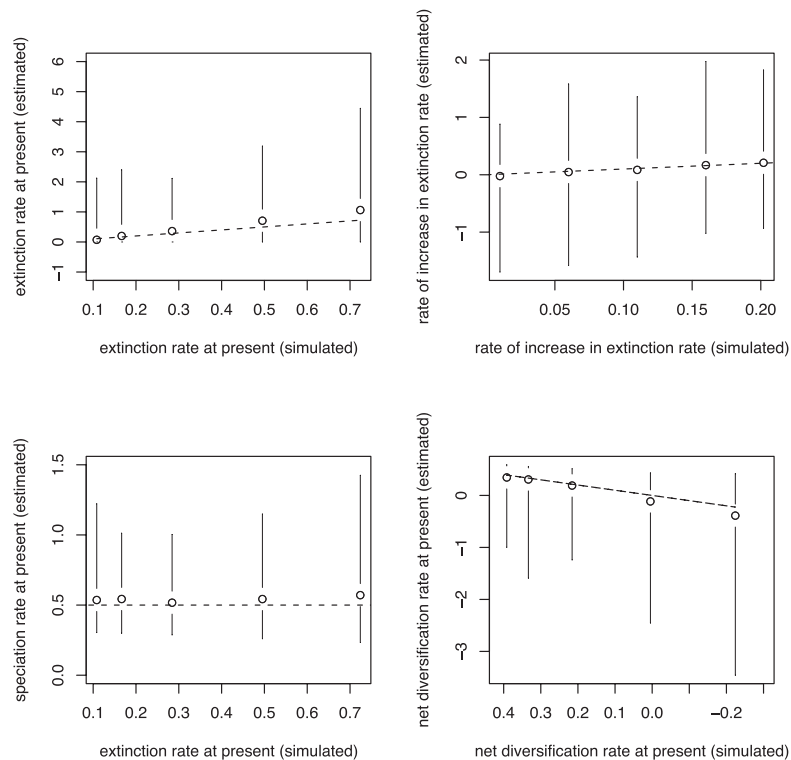 extinction rate at present (estimated)
6
5
4
3
2
1
0
−1
0.1 0.2 0.3 0.4 0.5 0.6 0.7
extinction rate at present (simulated)
rate of increase in extinction rate (estimated)
2
1
0
−1
0.05 0.10 0.15 0.20
rate of increase in extinction rate (simulated)
speciation rate at present (estimated)
1.5
1.0
0.5
0.0
0.1 0.2 0.3 0.4 0.5 0.6 0.7
extinction rate at present (simulated)
net diversification rate at present (estimated)
0
−1
−2
−3
0.4 0.3 0.2 0.1 0.0 −0.2
net diversification rate at present (simulated)